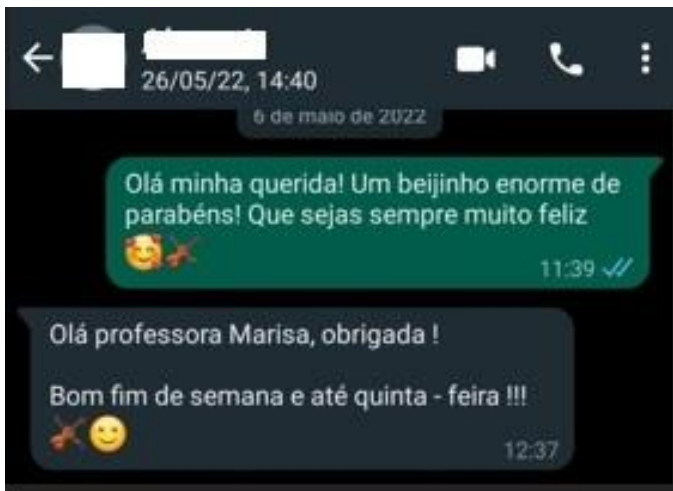 26/05/22, 14:40
6 de maio de 2022
Olá minha querida! Um beijinho enorme de
parabéns! Que sejas sempre muito feliz
🥰🎻
11:39
Olá professora Marisa, obrigada !
Bom fim de semana e até quinta - feira !!!
🎻🙂
12:37